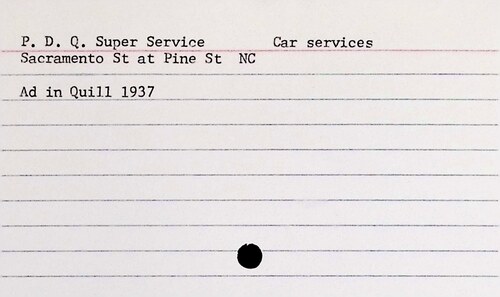 P. D. Q. Super Service Car services
Sacramento St at Pine St NC
Ad in Quill 1937